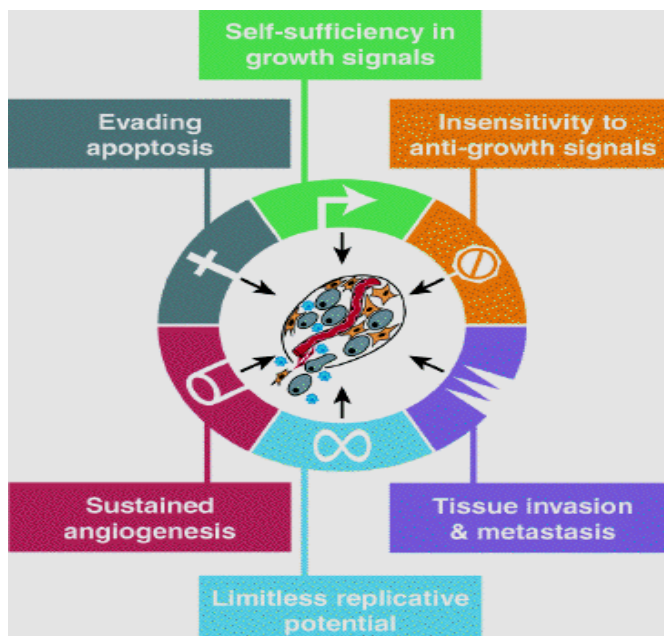 Self-sufficiency in
growth signals
Evading
apoptosis
Insensitivity to
anti-growth signals
Sustained
angiogenesis
Tissue invasion
& metastasis
Limitless replicative
potential